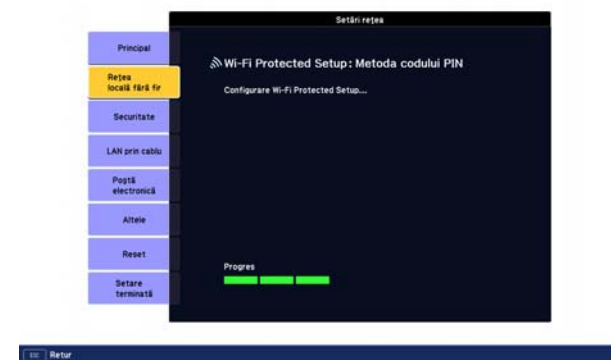 Setări rețea
Principal
Wi-Fi Protected Setup: Metoda codului PIN
Rețea
locală fără fir
Configurare Wi-Fi Protected Setup...
Securitate
LAN prin cablu
Poștă
electronică
Altele
Reset
Progres
Setare
terminată
Esc Retur